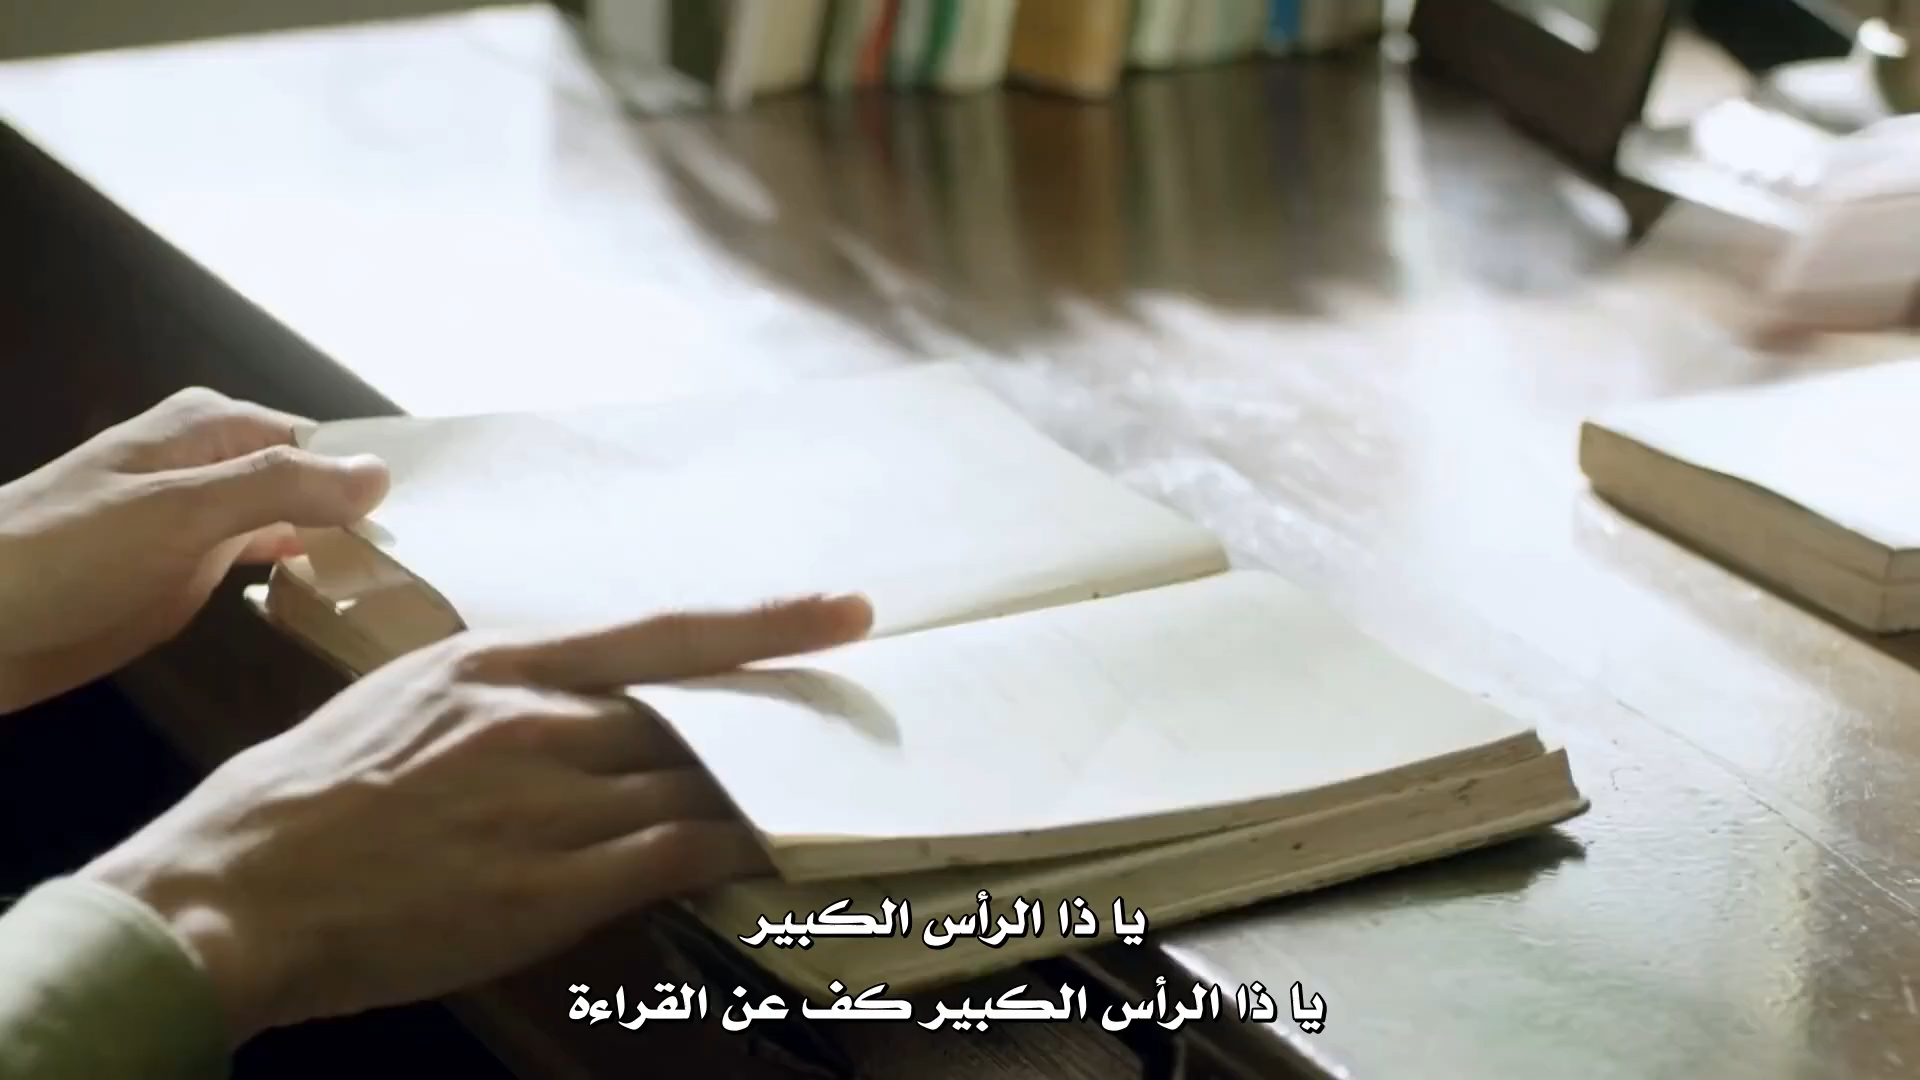 يا ذا الرأس الكبير
يا ذا الرأس الكبير كف عن القراءة